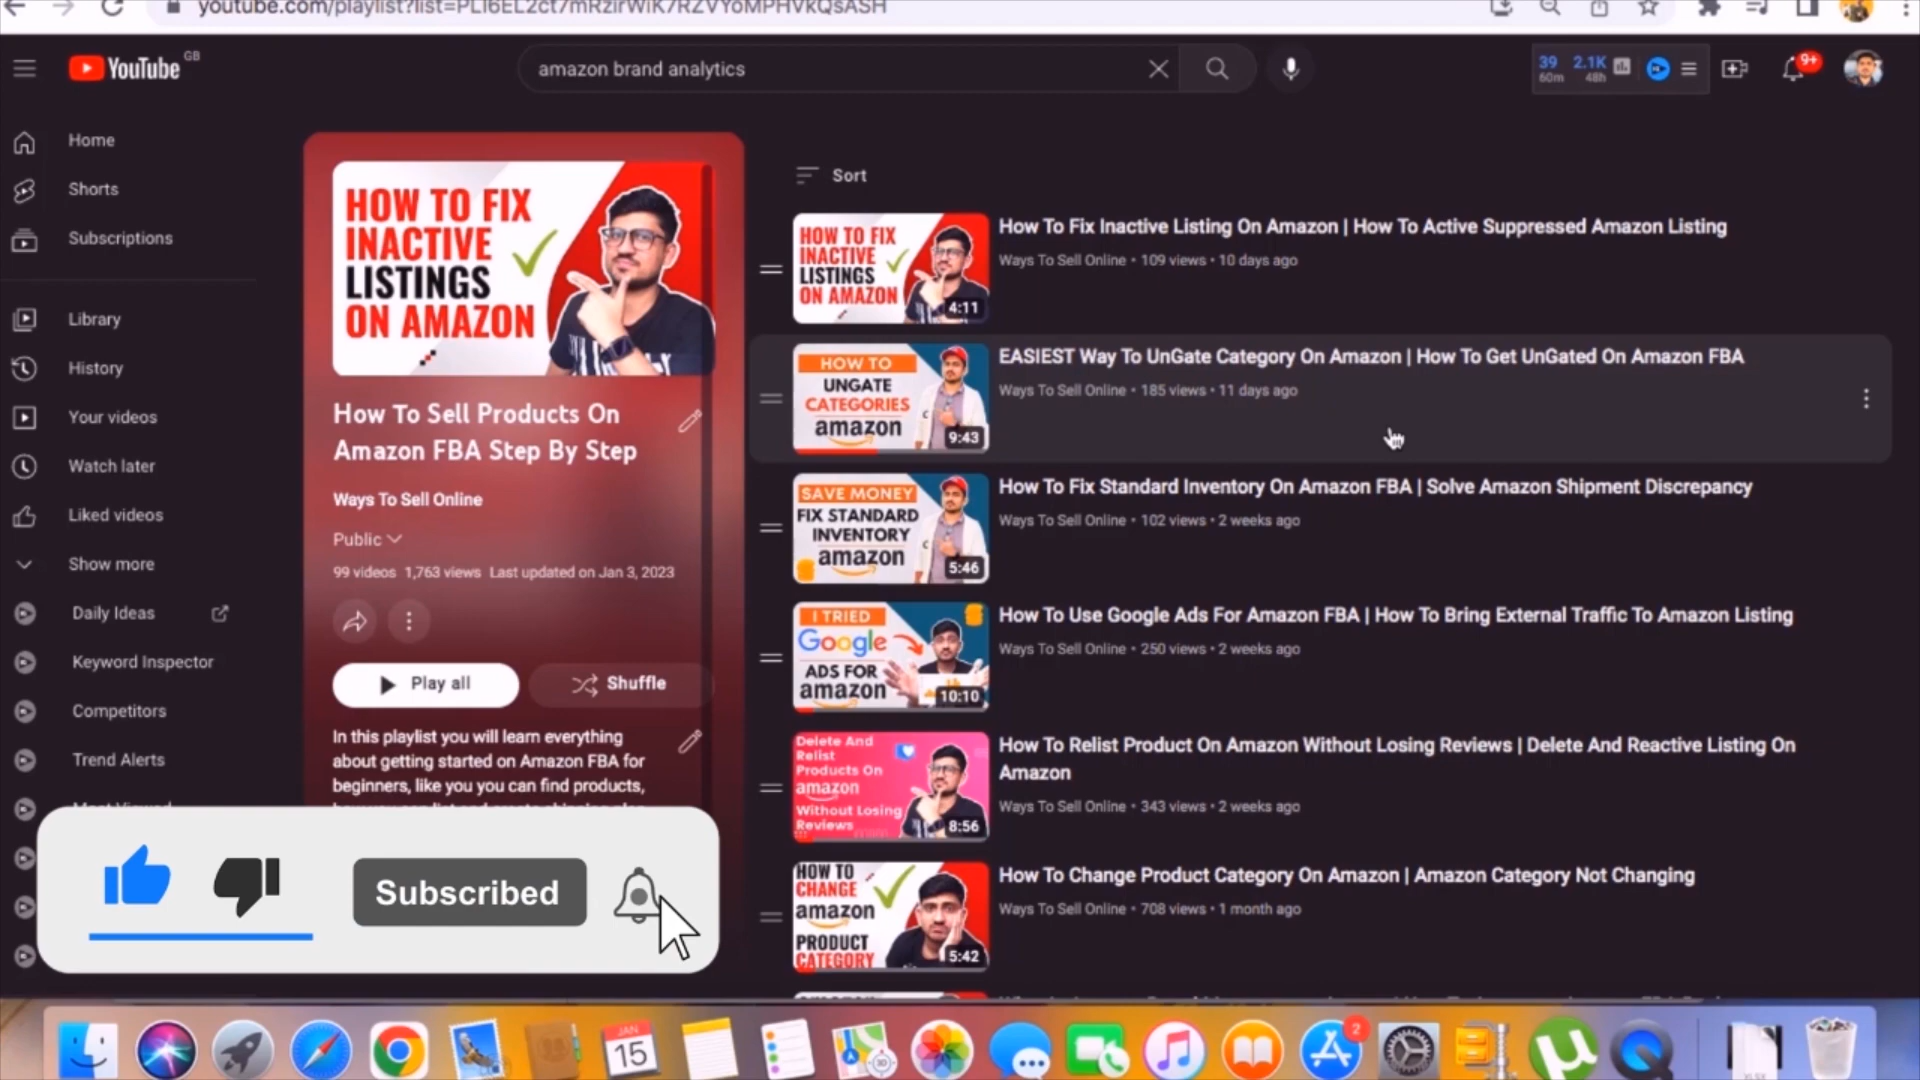 youtube.com/playlist?list=PLI6EL2ct7mRzirWiK7RZVYoMPHVkQsASH
YouTube GB
amazon brand analytics
39 2.1K
60m 48h
9+
Home
Shorts
Subscriptions
Library
History
Your videos
Watch later
Liked videos
Show more
Daily Ideas
Keyword Inspector
Competitors
Trend Alerts
HOW TO FIX
INACTIVE
LISTINGS
ON AMAZON
How To Sell Products On
Amazon FBA Step By Step
Ways To Sell Online
Public
99 videos 1,763 views Last updated on Jan 3, 2023
Play all
Shuffle
In this playlist you will learn everything
about getting started on Amazon FBA for
beginners, like you you can find products,
Subscribed
Sort
HOW TO FIX
INACTIVE
LISTINGS
ON AMAZON
4:11
How To Fix Inactive Listing On Amazon | How To Active Suppressed Amazon Listing
Ways To Sell Online • 109 views • 10 days ago
HOW TO
UNGATE
CATEGORIES
amazon
9:43
EASIEST Way To UnGate Category On Amazon | How To Get UnGated On Amazon FBA
Ways To Sell Online • 185 views • 11 days ago
SAVE MONEY
FIX STANDARD
INVENTORY
amazon
5:46
How To Fix Standard Inventory On Amazon FBA | Solve Amazon Shipment Discrepancy
Ways To Sell Online • 102 views • 2 weeks ago
I TRIED
Google
ADS FOR
amazon
10:10
How To Use Google Ads For Amazon FBA | How To Bring External Traffic To Amazon Listing
Ways To Sell Online • 250 views • 2 weeks ago
Delete And
Relist
Products On
amazon
Without Losing
Reviews
8:56
How To Relist Product On Amazon Without Losing Reviews | Delete And Reactive Listing On
Amazon
Ways To Sell Online • 343 views • 2 weeks ago
HOW TO
CHANGE
amazon
PRODUCT
CATEGORY
5:42
How To Change Product Category On Amazon | Amazon Category Not Changing
Ways To Sell Online • 708 views • 1 month ago
JAN
15
2